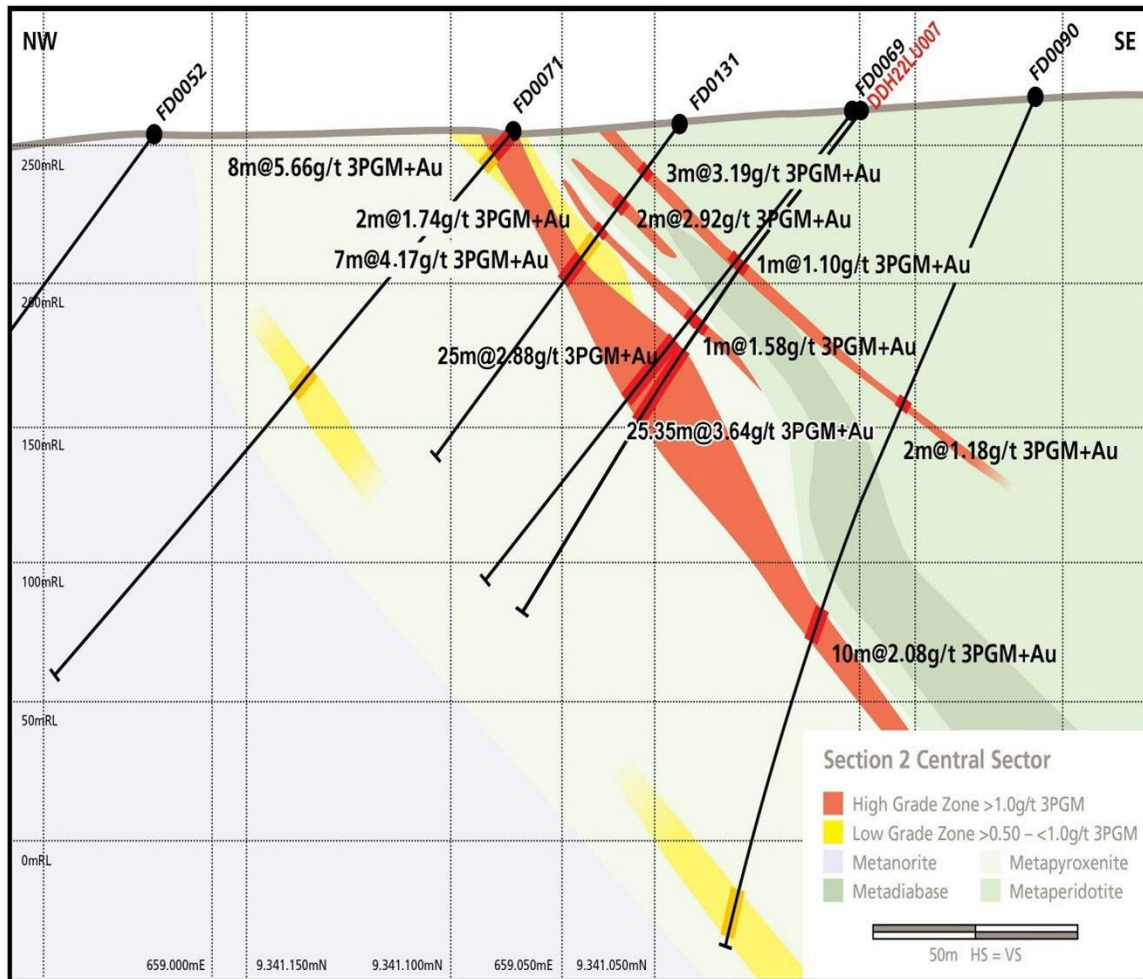 NW
SE
FD0052
FD0071
FD0131
FD0069
DDH22LU007
FD0090
250mRL
8m@5.66g/t 3PGM+Au
3m@3.19g/t 3PGM+Au
2m@1.74g/t 3PGM+Au
2m@2.92g/t 3PGM+Au
7m@4.17g/t 3PGM+Au
1m@1.10g/t 3PGM+Au
200mRL
25m@2.88g/t 3PGM+Au
1m@1.58g/t 3PGM+Au
150mRL
25.35m@3.64g/t 3PGM+Au
2m@1.18g/t 3PGM+Au
100mRL
10m@2.08g/t 3PGM+Au
50mRL
0mRL
Section 2 Central Sector
High Grade Zone >1.0g/t 3PGM
Low Grade Zone >0.50 – <1.0g/t 3PGM
Metanorite
Metapyroxenite
Metadiabase
Metaperidotite
50m HS = VS
659.000mE
9.341.150mN
9.341.100mN
659.050mE
9.341.050mN